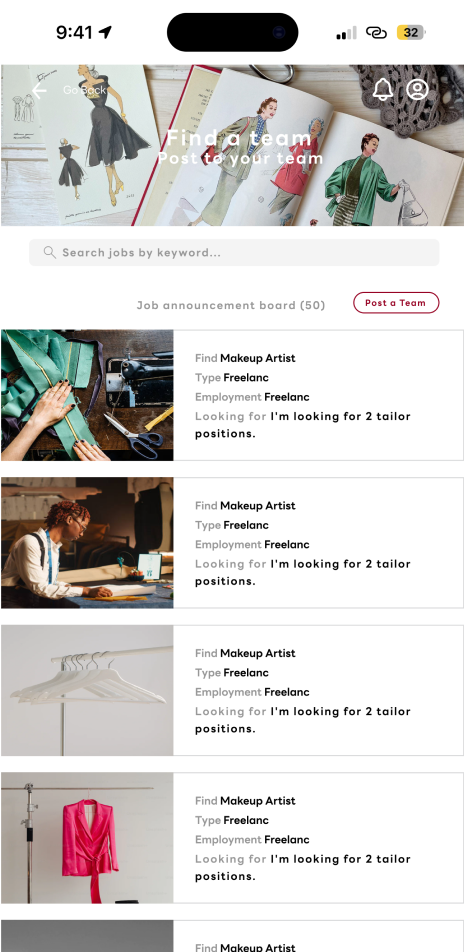 9:41
32
Go Back
Find a team
Post to your team
Search jobs by keyword...
Job announcement board (50)
Post a Team
Find Makeup Artist
Type Freelanc
Employment Freelanc
Looking for I'm looking for 2 tailor
positions.
Find Makeup Artist
Type Freelanc
Employment Freelanc
Looking for I'm looking for 2 tailor
positions.
Find Makeup Artist
Type Freelanc
Employment Freelanc
Looking for I'm looking for 2 tailor
positions.
Find Makeup Artist
Type Freelanc
Employment Freelanc
Looking for I'm looking for 2 tailor
positions.
Find Makeup Artist